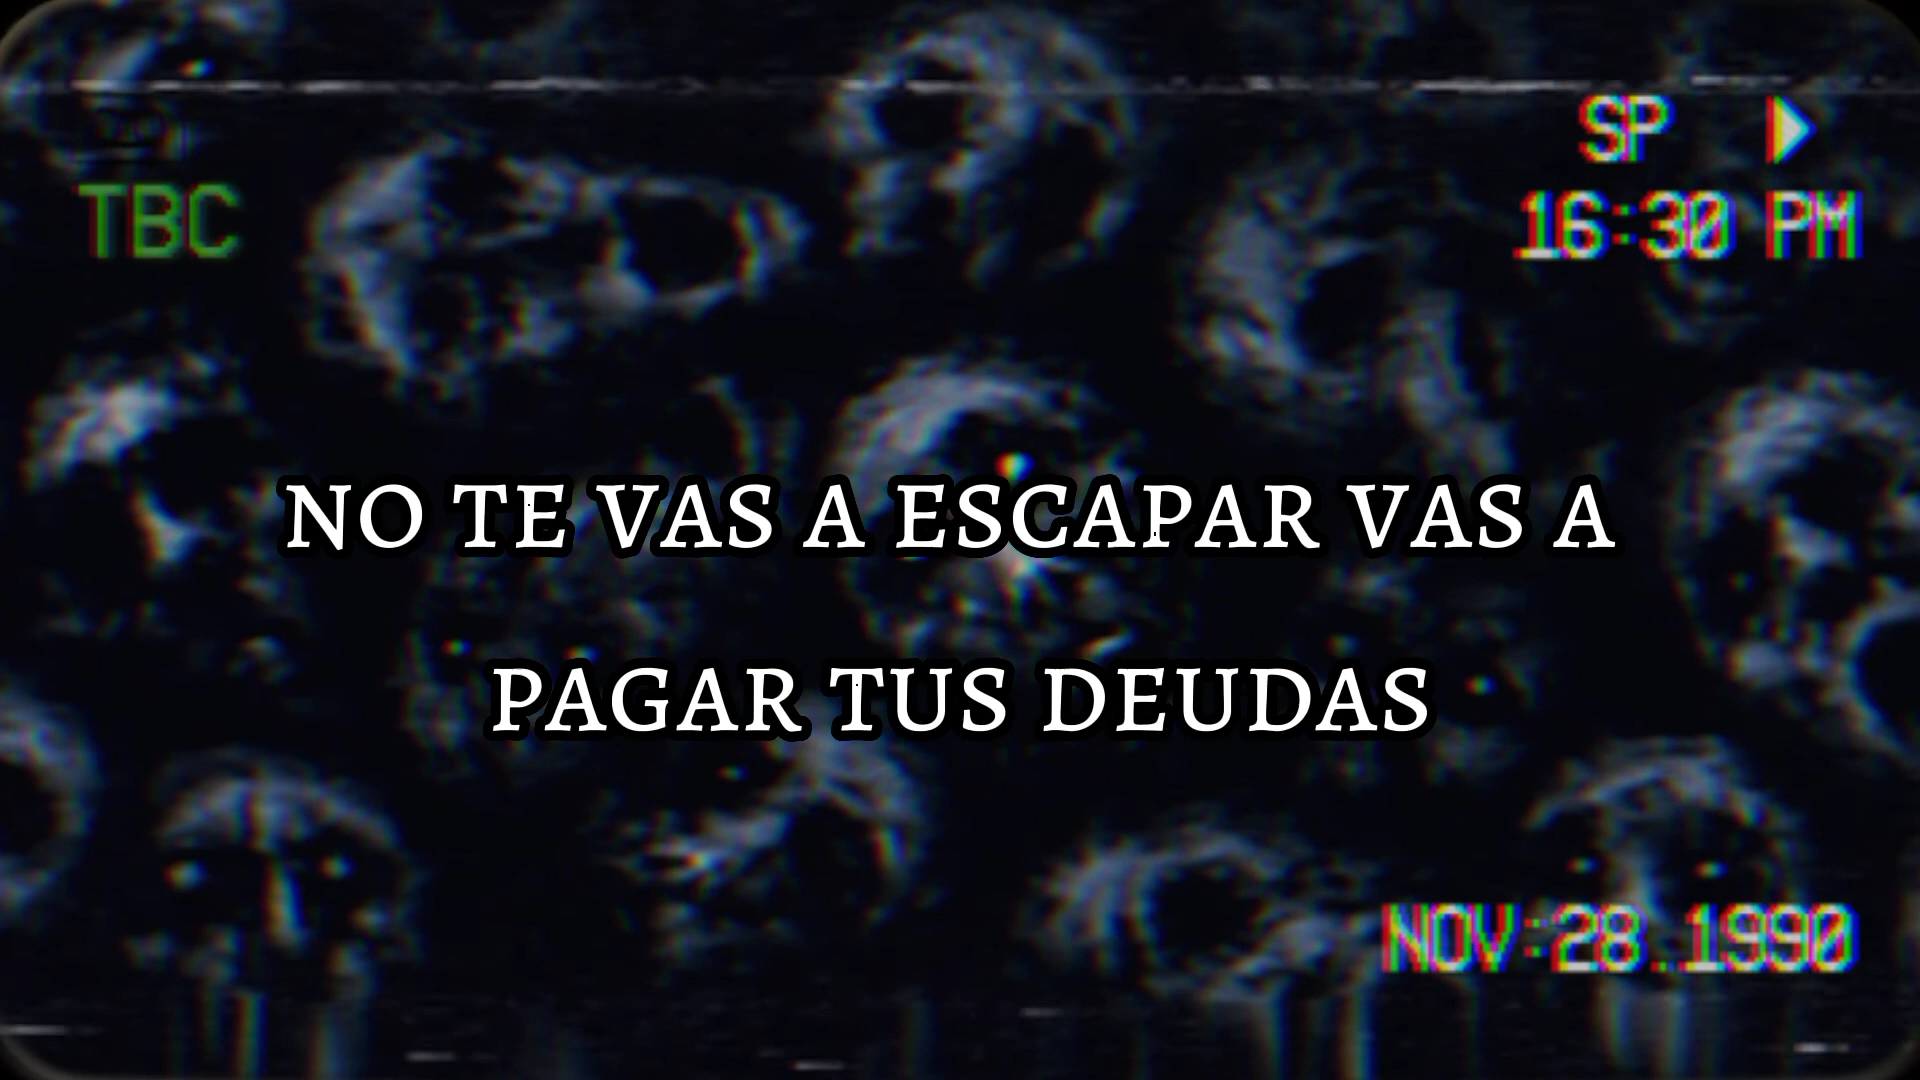 SP
TBC
16:30 PM
NO TE VAS A ESCAPAR VAS A
PAGAR TUS DEUDAS
NOV:28.1990